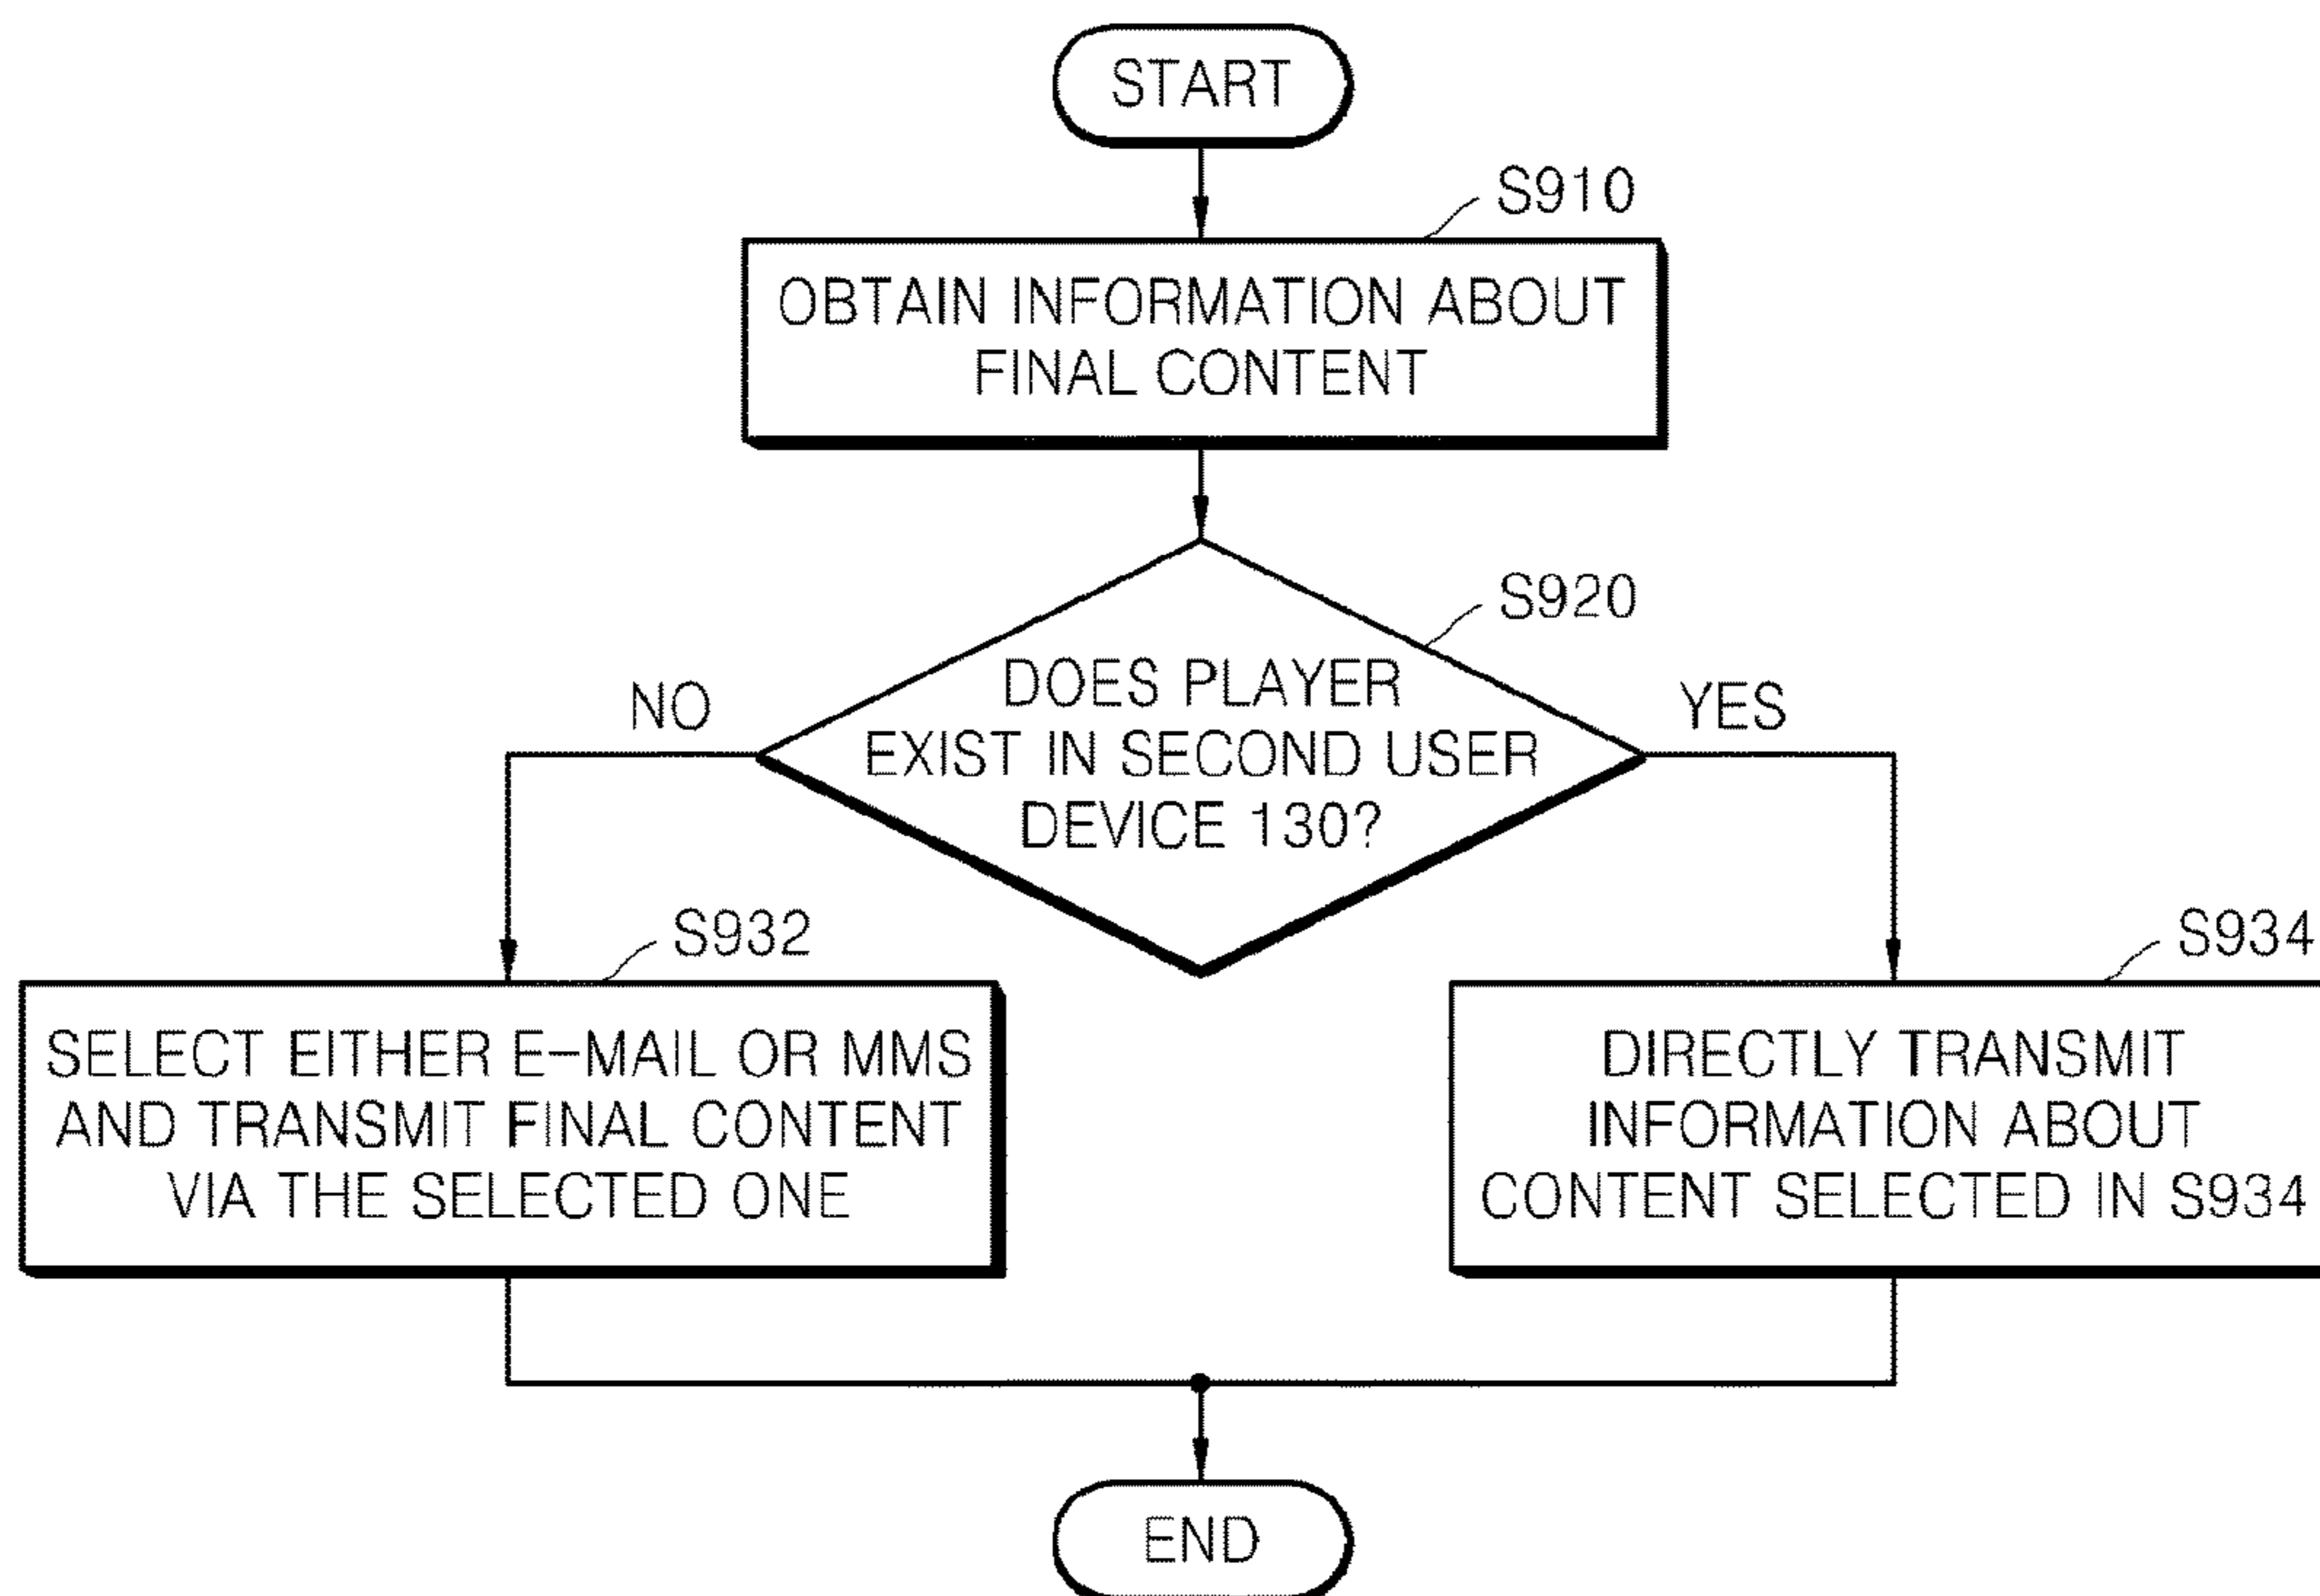 START
S910
OBTAIN INFORMATION ABOUT
FINAL CONTENT
S920
DOES PLAYER
EXIST IN SECOND USER
DEVICE 130?
NO
YES
S932
SELECT EITHER E-MAIL OR MMS
AND TRANSMIT FINAL CONTENT
VIA THE SELECTED ONE
S934
DIRECTLY TRANSMIT
INFORMATION ABOUT
CONTENT SELECTED IN S934
END